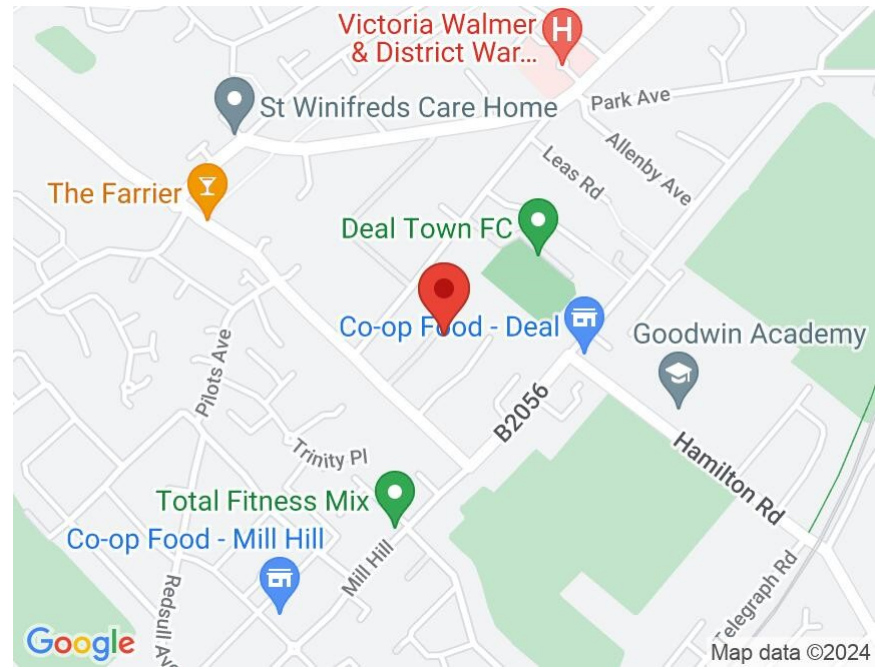 Victoria Walmer
& District War...
H
St Winifreds Care Home
Park Ave
Allenby Ave
Leas Rd
The Farrier
Deal Town FC
Co-op Food - Deal
Goodwin Academy
Pilots Ave
B2056
Hamilton Rd
Trinity Pl
Total Fitness Mix
Co-op Food - Mill Hill
Mill Hill
Redsull Ave
Telegraph Rd
Google
Map data ©2024